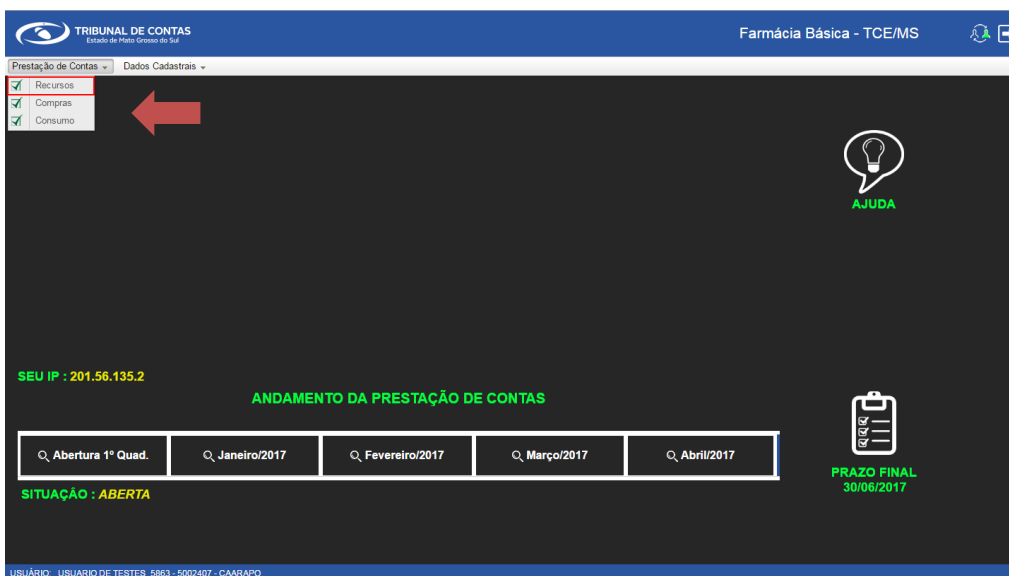 TRIBUNAL DE CONTAS
Estado de Mato Grosso do Sul
Farmácia Básica - TCE/MS
Prestação de Contas
Dados Cadastrais
Recursos
Compras
Consumo
AJUDA
SEU IP : 201.56.135.2
ANDAMENTO DA PRESTAÇÃO DE CONTAS
Abertura 1º Quad.
Janeiro/2017
Fevereiro/2017
Março/2017
Abril/2017
SITUAÇÃO : ABERTA
PRAZO FINAL
30/06/2017
USUÁRIO: USUARIO DE TESTES 5863 - 5002407 - CAARAPO